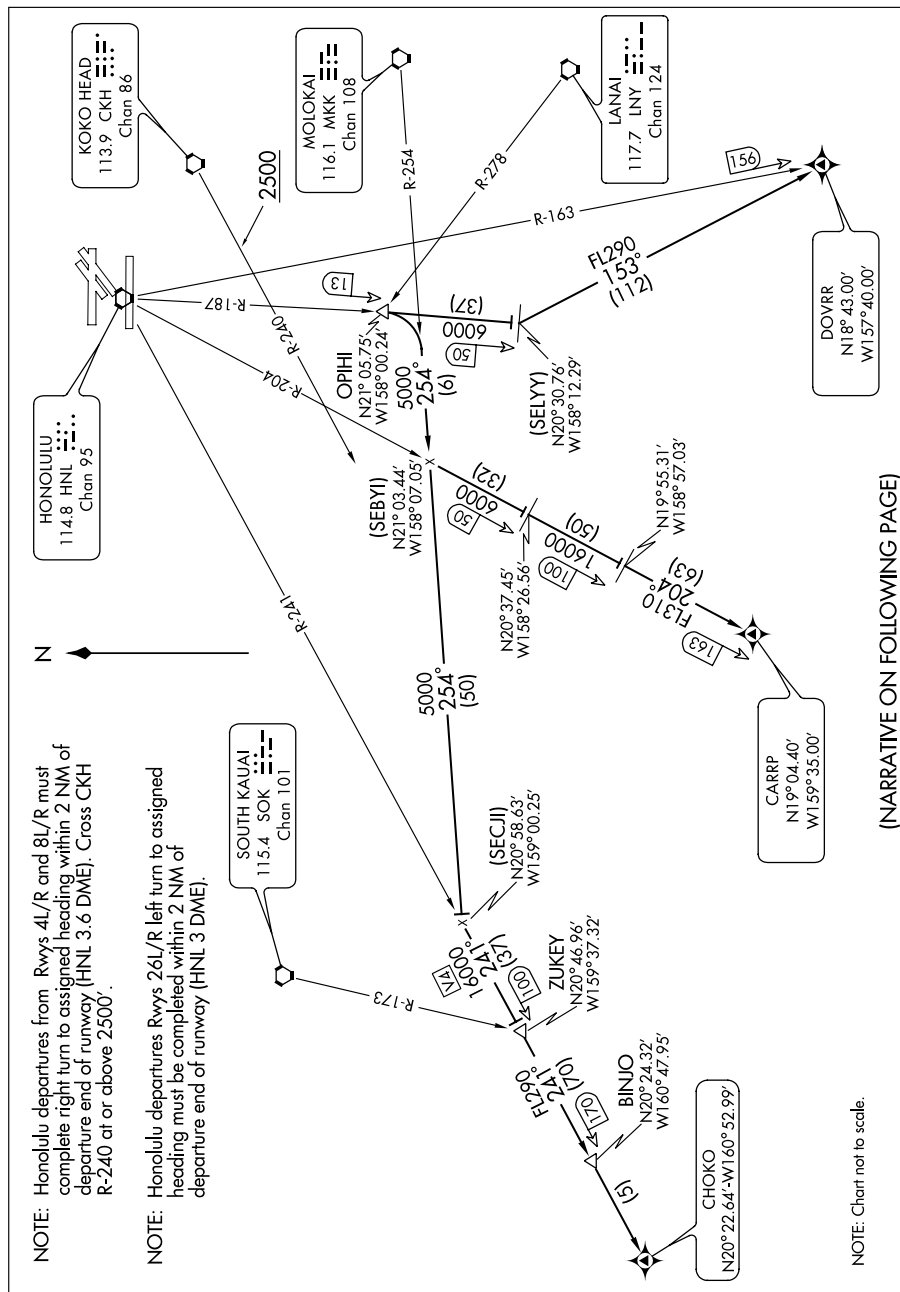 NOTE: Honolulu departures from Rwys 4L/R and 8L/R must
complete right turn to assigned heading within 2 NM of
departure end of runway (HNL 3.6 DME). Cross CKH
R-240 at or above 2500'.
NOTE: Honolulu departures Rwys 26L/R left turn to assigned
heading must be completed within 2 NM of
departure end of runway (HNL 3 DME).
N
HONOLULU
114.8 HNL
Chan 95
KOKO HEAD
113.9 CKH
Chan 86
2500
MOLOKAI
116.1 MKK
Chan 108
LANAI
117.7 LNY
Chan 124
SOUTH KAUAI
115.4 SOK
Chan 101
R-241
R-204
R-240
R-187
R-163
R-254
R-278
R-173
13
OPIHI
N21° 05.75'
W158° 00.24'
5000
254°
(6)
6000
(37)
50
(SELYY)
N20° 30.76'
W158° 12.29'
FL290
153°
(112)
156
DOVRR
N18° 43.00'
W157° 40.00'
(SEBYI)
N21° 03.44'
W158° 07.05'
6000
(32)
50
N20° 37.45'
W158° 26.56'
16000
(50)
100
N19° 55.31'
W158° 57.03'
FL310
204°
(63)
163
CARRP
N19° 04.40'
W159° 35.00'
5000
254°
(50)
(SECJI)
N20° 58.63'
W159° 00.25'
V4
16000
241°
(37)
100
ZUKEY
N20° 46.96'
W159° 37.32'
FL290
241°
(70)
170
BINJO
N20° 24.32'
W160° 47.95'
(5)
CHOKO
N20° 22.64'-W160° 52.99'
NOTE: Chart not to scale.
(NARRATIVE ON FOLLOWING PAGE)